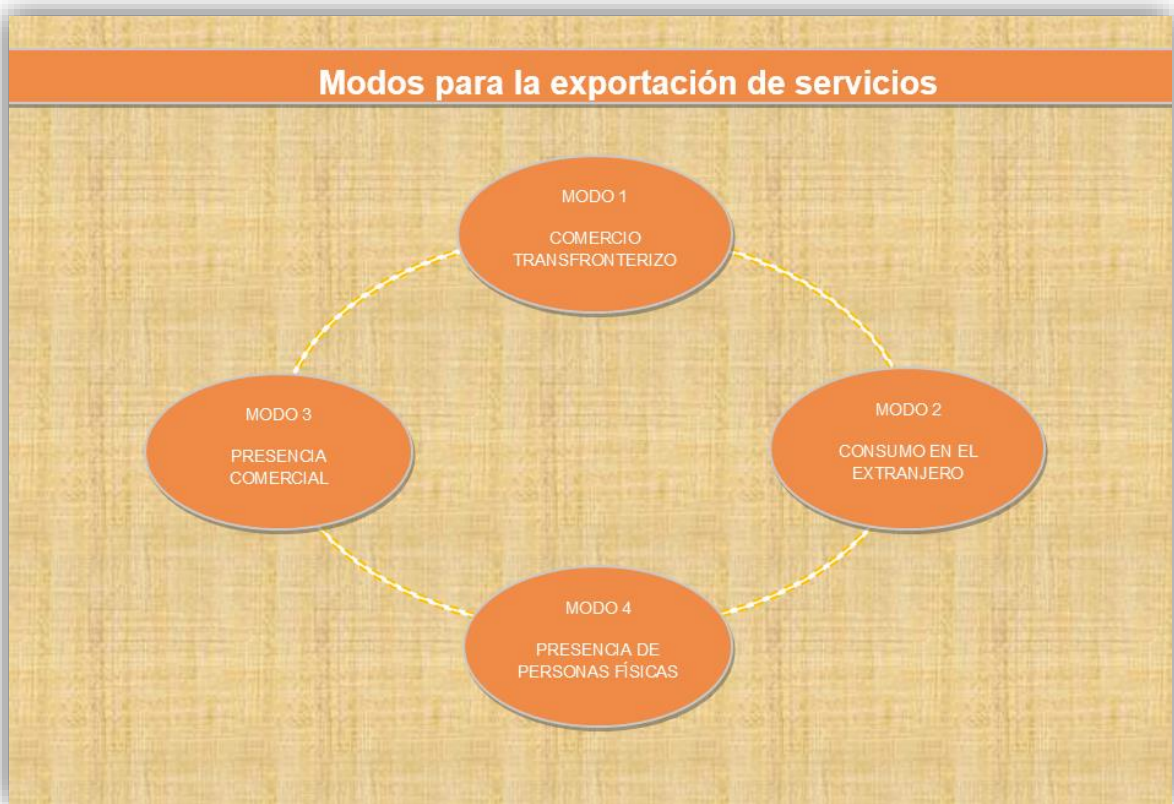 Modos para la exportación de servicios
MODO 1
COMERCIO
TRANSFRONTERIZO
MODO 2
CONSUMO EN EL
EXTRANJERO
MODO 3
PRESENCIA
COMERCIAL
MODO 4
PRESENCIA DE
PERSONAS FÍSICAS